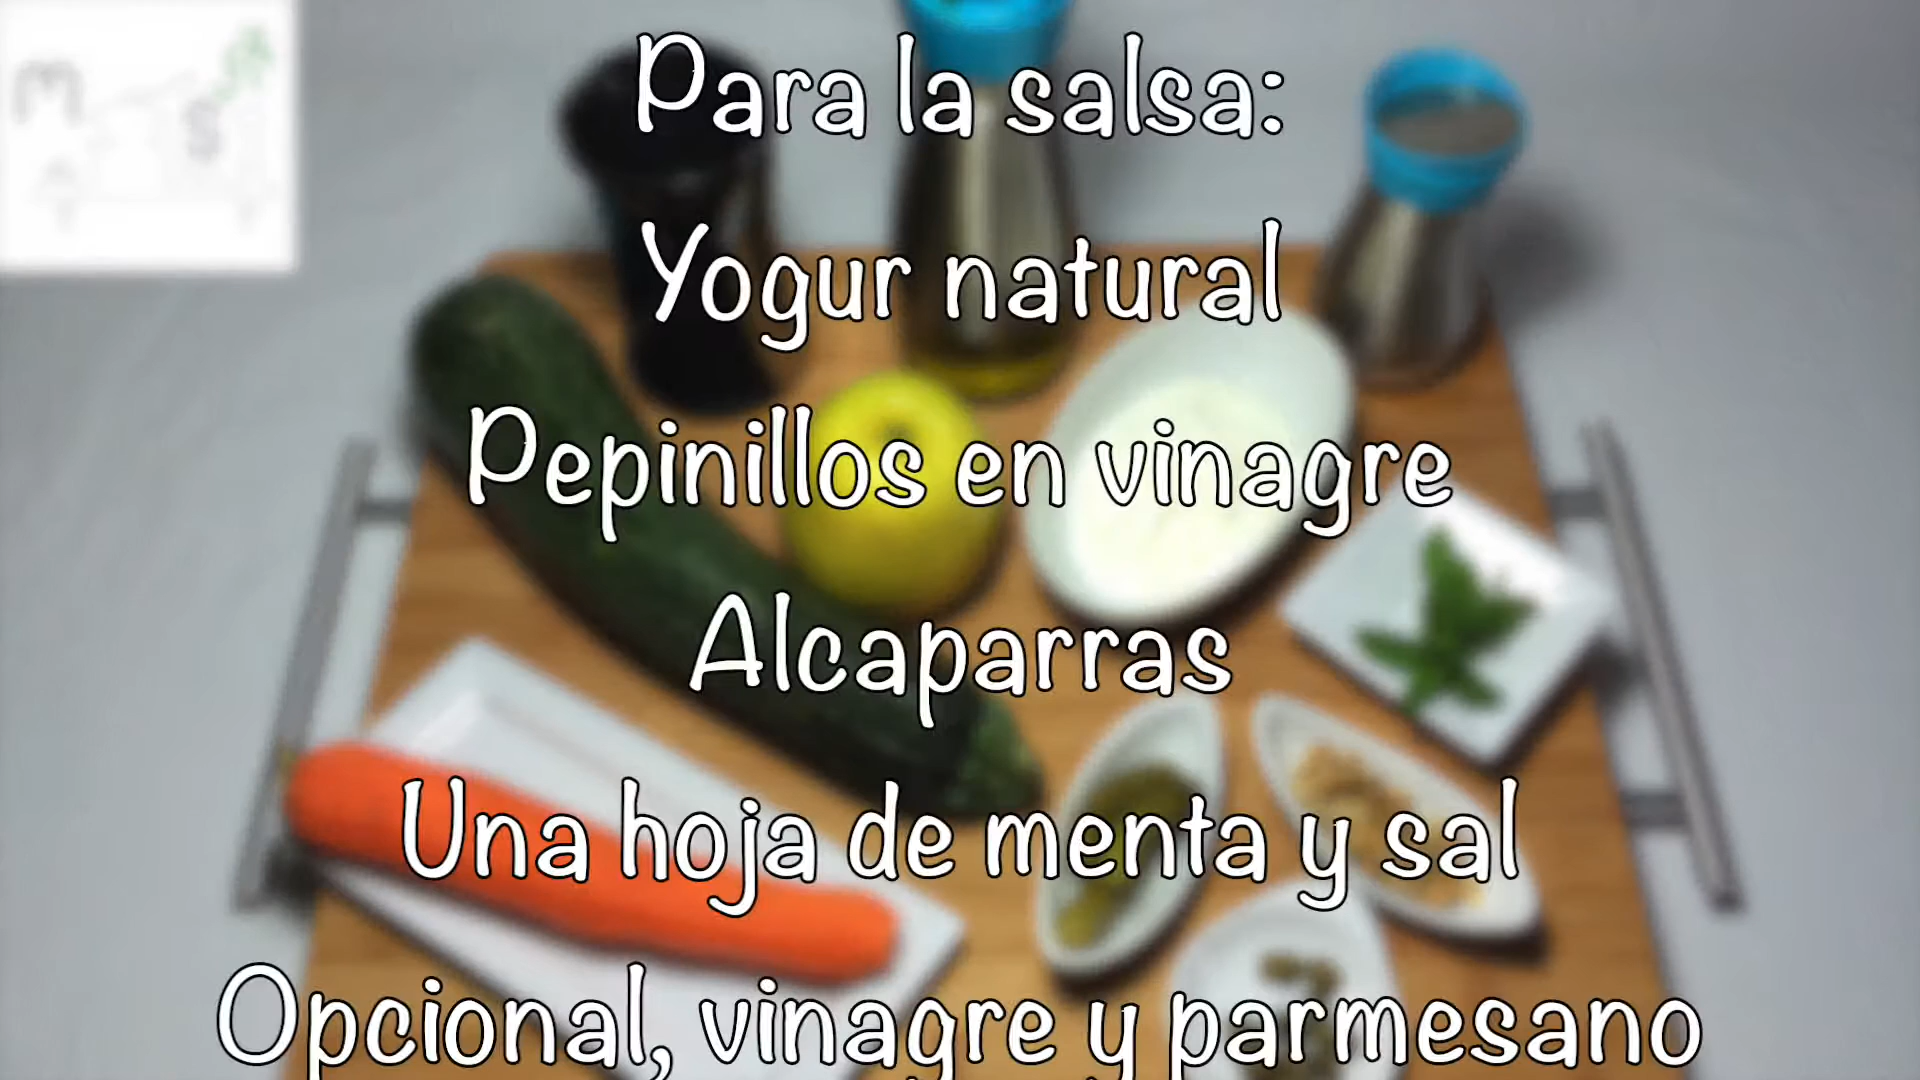 Para la salsa:
Yogur natural
Pepinillos en vinagre
Alcaparras
Una hoja de menta y sal
Opcional, vinagre y parmesano